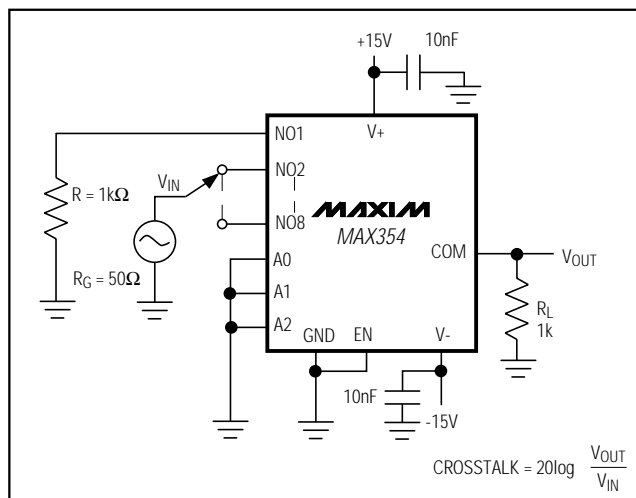 +15V
10nF
NO1
V+
V_IN
NO2
R = 1kΩ
MAXIM
NO8
MAX354
COM
V_OUT
A0
R_G = 50Ω
A1
R_L
1k
A2
GND
EN
V-
10nF
-15V
CROSSTALK = 20log V_OUT / V_IN